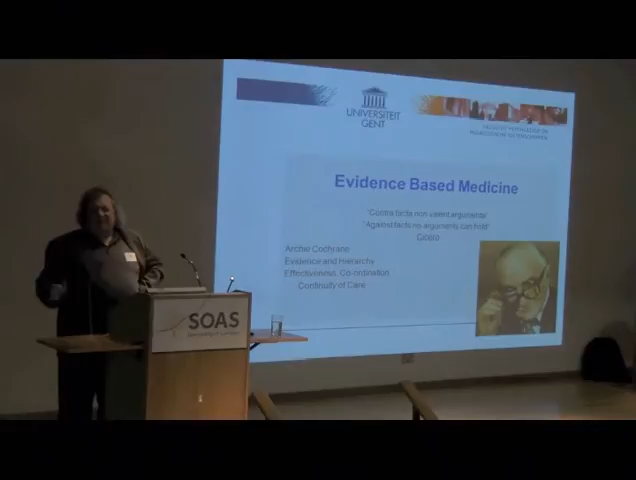 UNIVERSITEIT
GENT
Evidence Based Medicine
"Contra facta non valent argumenta"
"Against facts no arguments can hold"
Archie Cochrane
Evidence and Hierarchy
Effectiveness, Co-ordination
Continuity of Care
SOAS